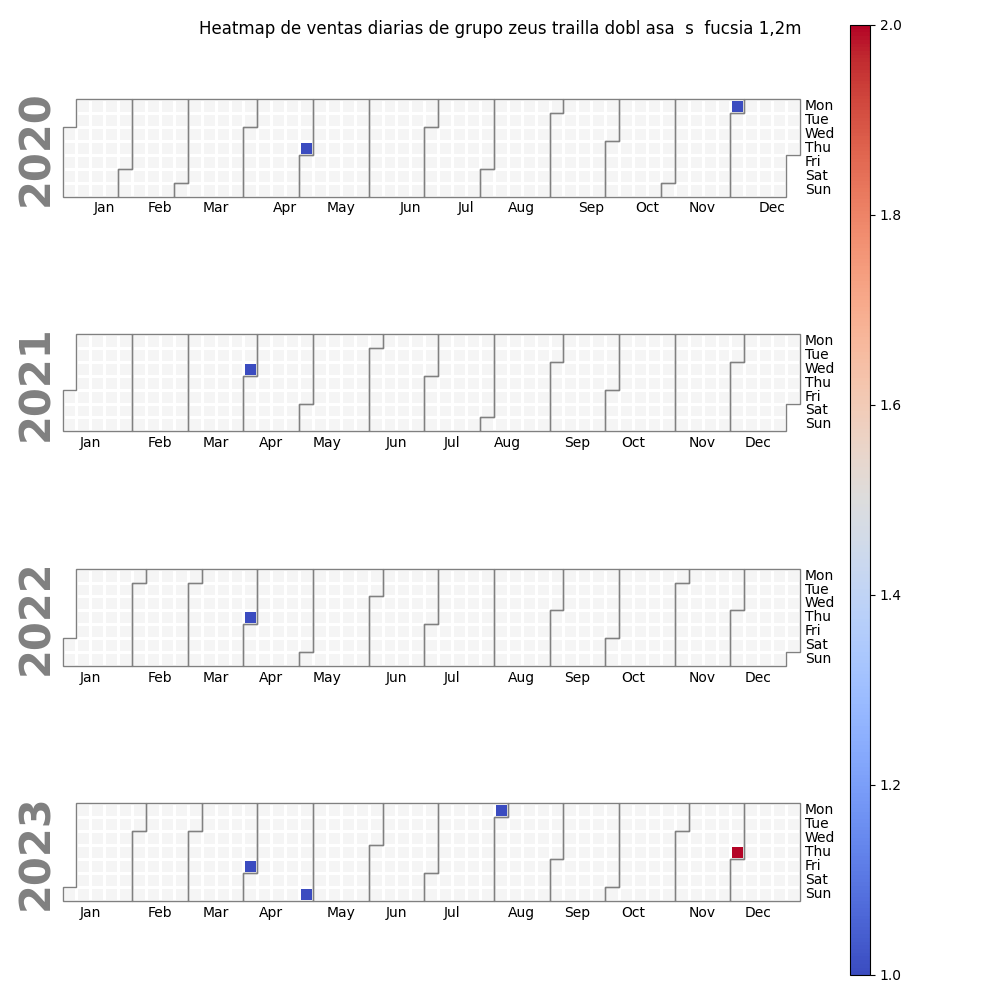 Heatmap de ventas diarias de grupo zeus trailla dobl asa  s  fucsia 1,2m
2020
Mon
Tue
Wed
Thu
Fri
Sat
Sun
Jan Feb Mar Apr May Jun Jul Aug Sep Oct Nov Dec
2021
Mon
Tue
Wed
Thu
Fri
Sat
Sun
Jan Feb Mar Apr May Jun Jul Aug Sep Oct Nov Dec
2022
Mon
Tue
Wed
Thu
Fri
Sat
Sun
Jan Feb Mar Apr May Jun Jul Aug Sep Oct Nov Dec
2023
Mon
Tue
Wed
Thu
Fri
Sat
Sun
Jan Feb Mar Apr May Jun Jul Aug Sep Oct Nov Dec
2.0
1.8
1.6
1.4
1.2
1.0